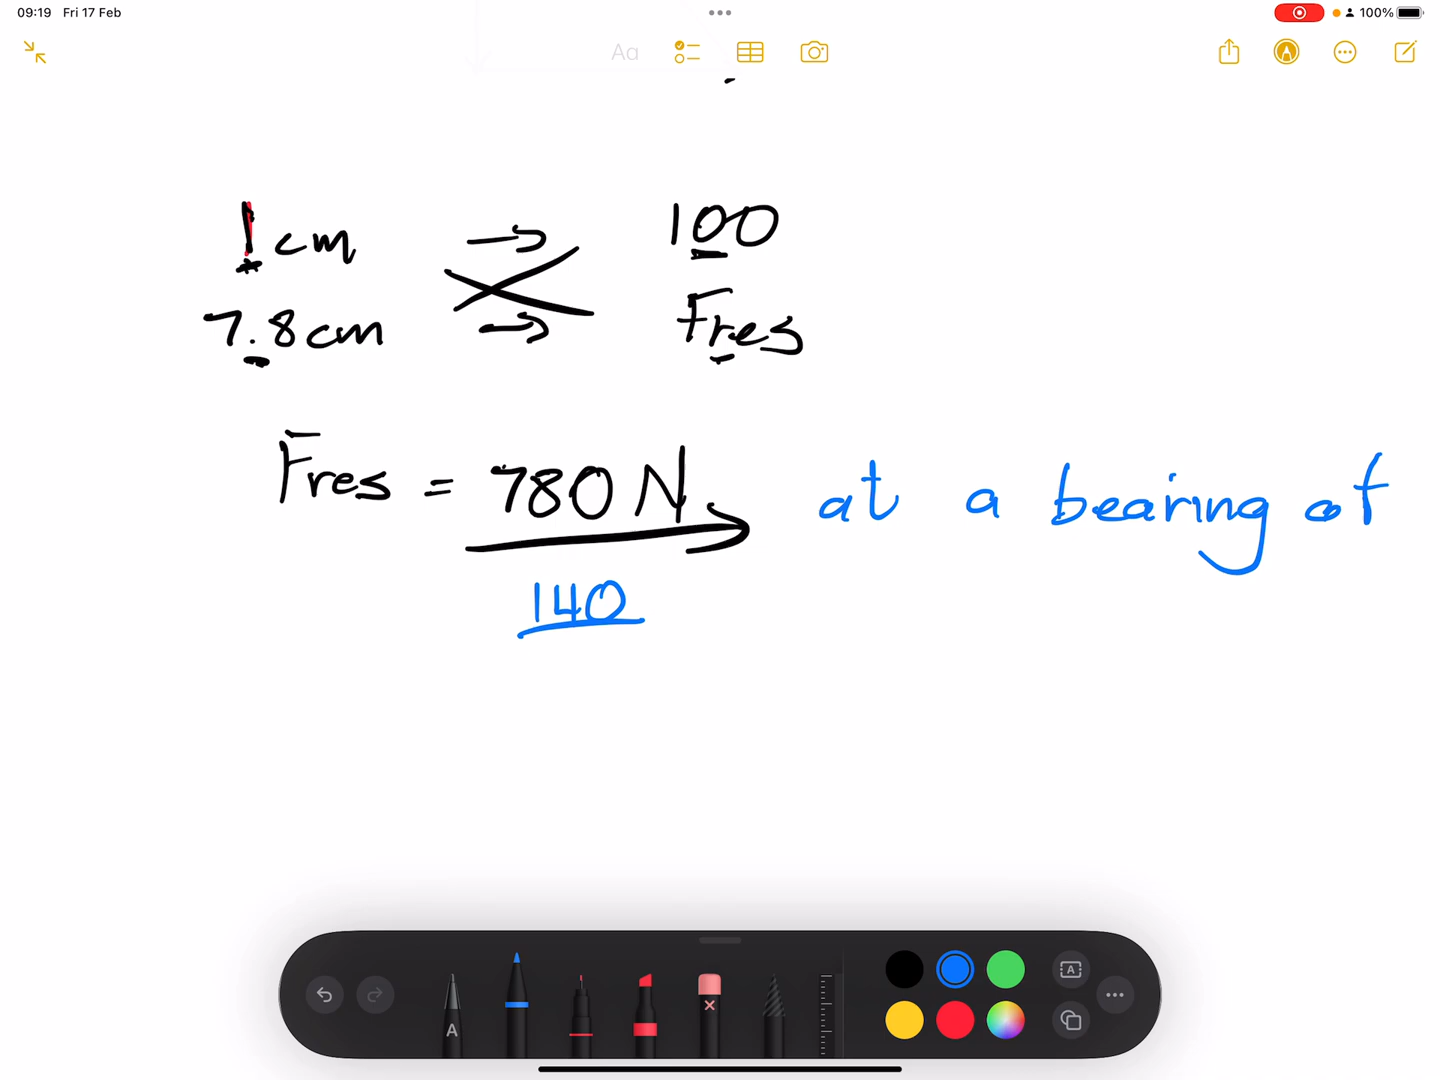 09:19 Fri 17 Feb 100%
Aa
1cm → 100
7.8cm → Fres
Fres = 780 N at a bearing of
140
A A